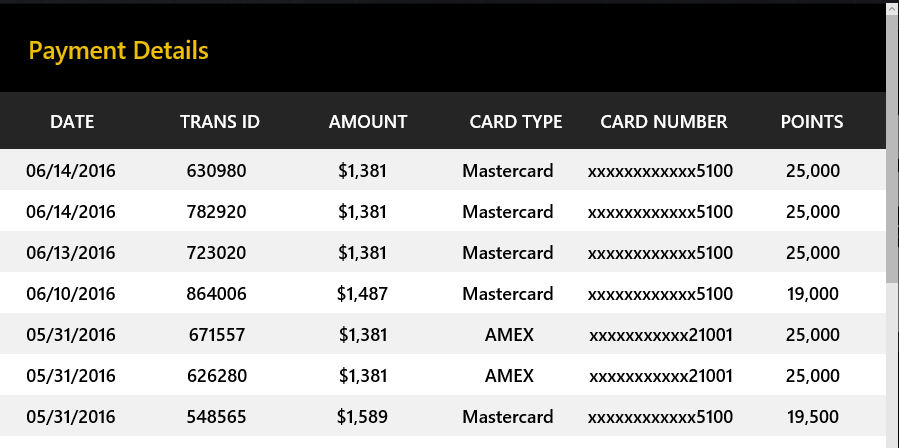 Payment Details
DATE TRANS ID AMOUNT CARD TYPE CARD NUMBER POINTS
06/14/2016 630980 $1,381 Mastercard xxxxxxxxxxxx5100 25,000
06/14/2016 782920 $1,381 Mastercard xxxxxxxxxxxx5100 25,000
06/13/2016 723020 $1,381 Mastercard xxxxxxxxxxxx5100 25,000
06/10/2016 864006 $1,487 Mastercard xxxxxxxxxxxx5100 19,000
05/31/2016 671557 $1,381 AMEX xxxxxxxxxxx21001 25,000
05/31/2016 626280 $1,381 AMEX xxxxxxxxxxx21001 25,000
05/31/2016 548565 $1,589 Mastercard xxxxxxxxxxxx5100 19,500